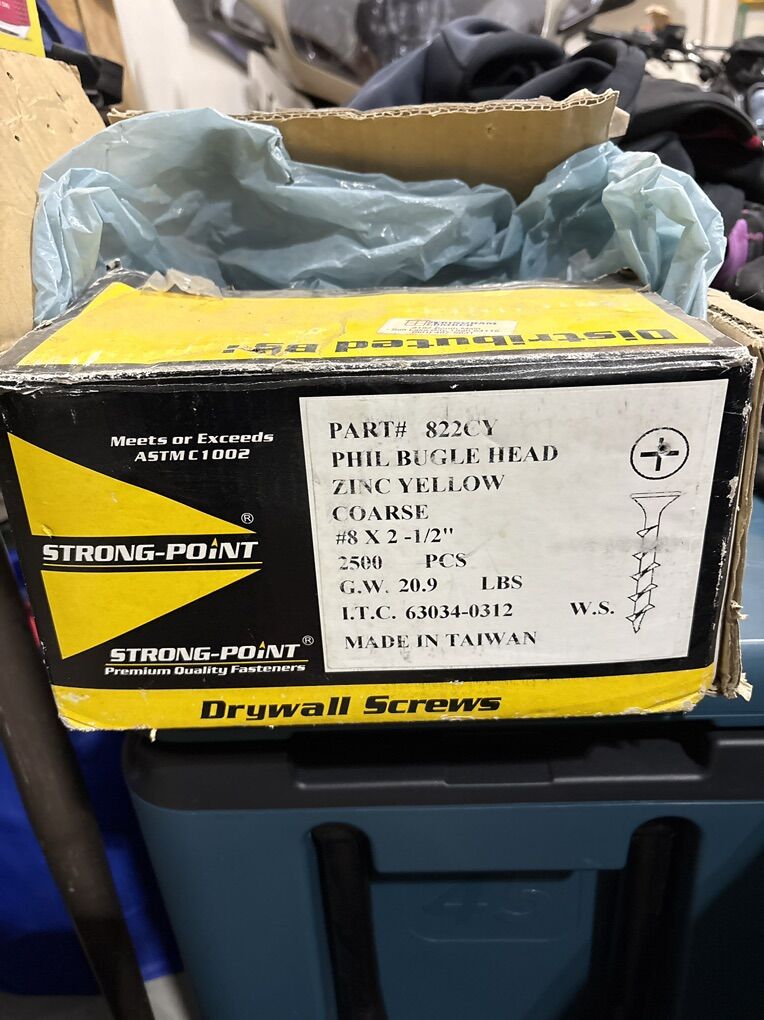 Distributed By:
Meets or Exceeds
ASTM C1002
STRONG-POINT®
STRONG-POINT®
Premium Quality Fasteners
PART# 822CY
PHIL BUGLE HEAD
ZINC YELLOW
COARSE
#8 X 2 -1/2"
2500 PCS
G.W. 20.9 LBS
I.T.C. 63034-0312 W.S.
MADE IN TAIWAN
Drywall Screws